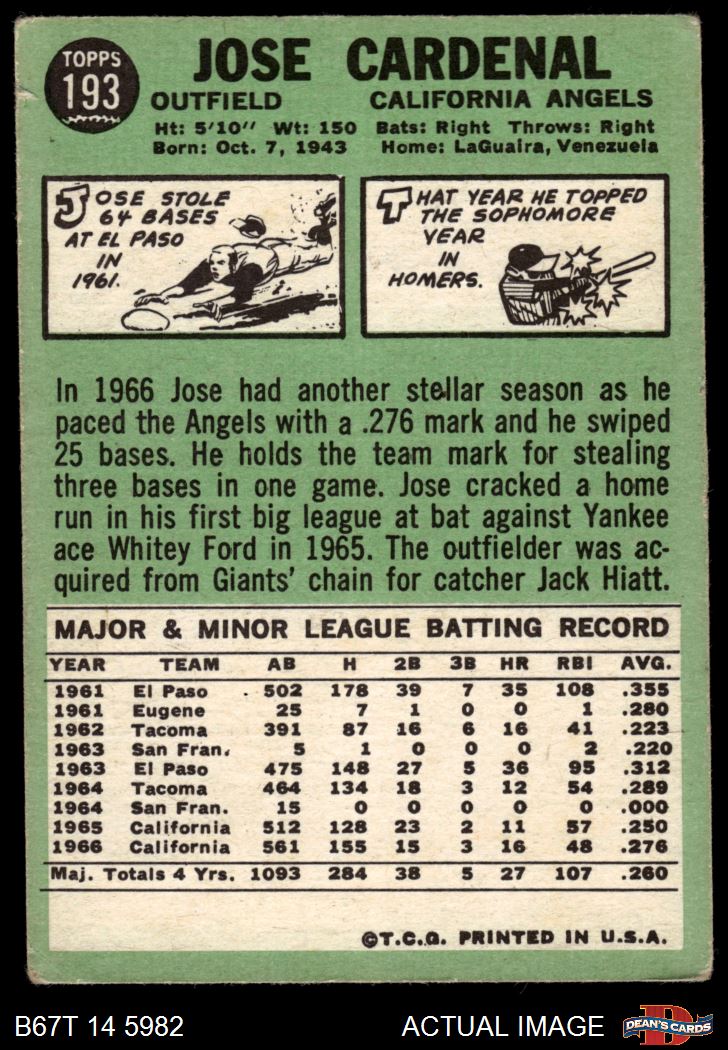 TOPPS
193
JOSE CARDENAL
OUTFIELD CALIFORNIA ANGELS
Ht: 5'10" Wt: 150 Bats: Right Throws: Right
Born: Oct. 7, 1943 Home: LaGuaira, Venezuela
JOSE STOLE
64 BASES
AT EL PASO
IN
1961.
THAT YEAR HE TOPPED
THE SOPHOMORE
YEAR
IN
HOMERS.
In 1966 Jose had another stellar season as he
paced the Angels with a .276 mark and he swiped
25 bases. He holds the team mark for stealing
three bases in one game. Jose cracked a home
run in his first big league at bat against Yankee
ace Whitey Ford in 1965. The outfielder was ac-
quired from Giants' chain for catcher Jack Hiatt.
MAJOR & MINOR LEAGUE BATTING RECORD
YEAR TEAM AB H 2B 3B HR RBI AVG.
1961 El Paso 502 178 39 7 35 108 .355
1961 Eugene 25 7 1 0 0 1 .280
1962 Tacoma 391 87 16 6 16 41 .223
1963 San Fran. 5 1 0 0 0 2 .220
1963 El Paso 475 148 27 5 36 95 .312
1964 Tacoma 464 134 18 3 12 54 .289
1964 San Fran. 15 0 0 0 0 0 .000
1965 California 512 128 23 2 11 57 .250
1966 California 561 155 15 3 16 48 .276
Maj. Totals 4 Yrs. 1093 284 38 5 27 107 .260
©T.C.G. PRINTED IN U.S.A.
B67T 14 5982 ACTUAL IMAGE
D
DEAN'S CARDS